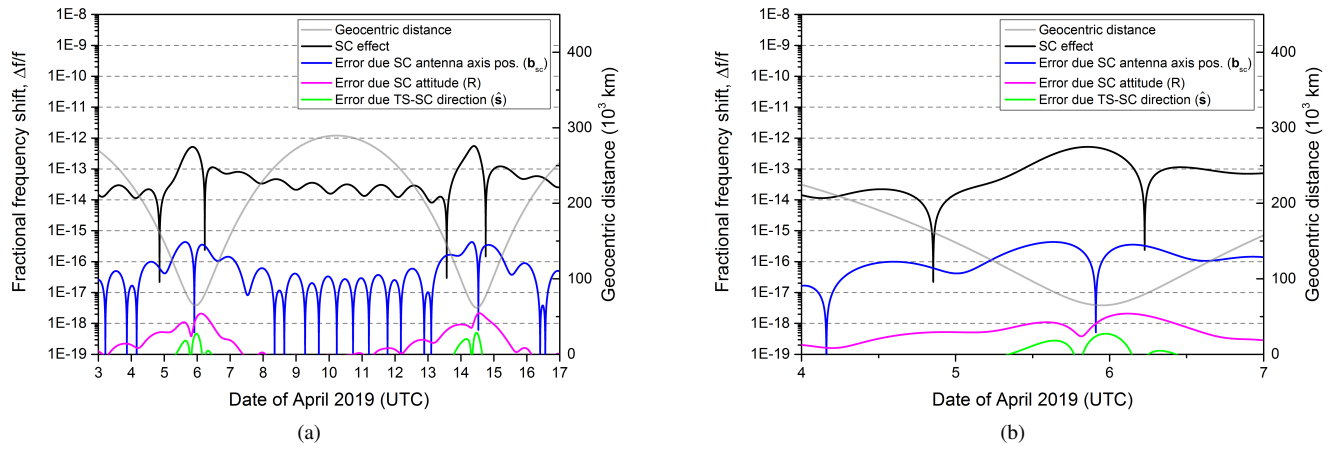 1E-8
1E-9
1E-10
1E-11
1E-12
1E-13
1E-14
1E-15
1E-16
1E-17
1E-18
1E-19
Fractional frequency shift, Δf/f
Geocentric distance
SC effect
Error due SC antenna axis pos. (b_sc)
Error due SC attitude (R)
Error due TS-SC direction (ŝ)
400
300
200
100
0
Geocentric distance (10³ km)
3 4 5 6 7 8 9 10 11 12 13 14 15 16 17
Date of April 2019 (UTC)
(a)
1E-8
1E-9
1E-10
1E-11
1E-12
1E-13
1E-14
1E-15
1E-16
1E-17
1E-18
1E-19
Fractional frequency shift, Δf/f
Geocentric distance
SC effect
Error due SC antenna axis pos. (b_sc)
Error due SC attitude (R)
Error due TS-SC direction (ŝ)
400
300
200
100
0
Geocentric distance (10³ km)
4 5 6 7
Date of April 2019 (UTC)
(b)